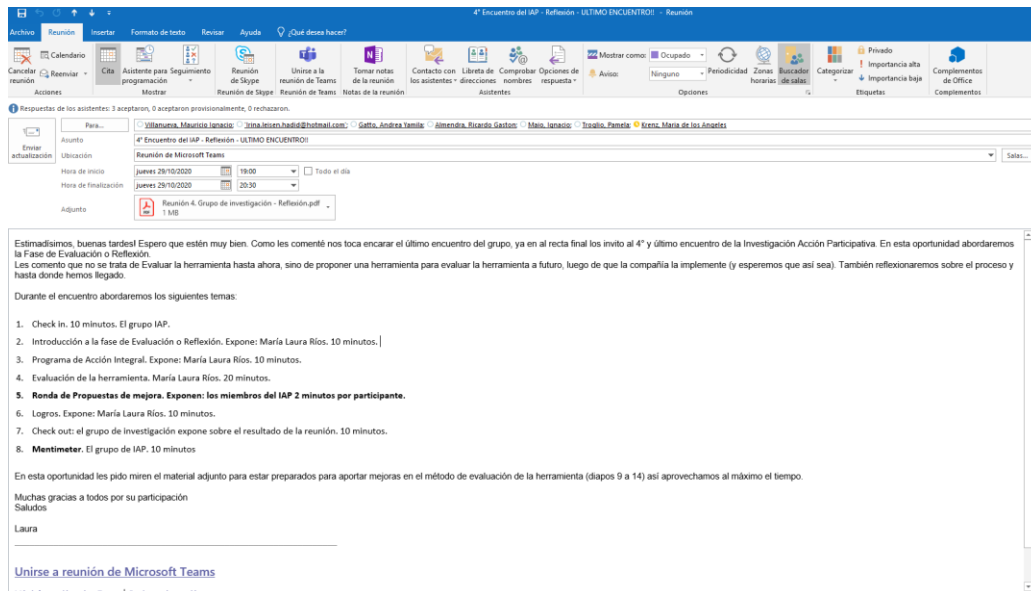 4° Encuentro del IAP - Reflexión - ULTIMO ENCUENTRO!! - Reunión
Archivo Reunión Insertar Formato de texto Revisar Ayuda ¿Qué desea hacer?
Cancelar reunión
Calendario
Reenviar
Acciones
Cita
Asistente para programación
Seguimiento
Mostrar
Reunión de Skype
Reunión de Skype
Unirse a la reunión de Teams
Reunión de Teams
Tomar notas de la reunión
Notas de la reunión
Contacto con los asistentes
Libreta de direcciones
Comprobar nombres
Opciones de respuesta
Asistentes
Mostrar como: Ocupado
Aviso: Ninguno
Periodicidad
Zonas horarias
Buscador de salas
Opciones
Categorizar
Privado
Importancia alta
Importancia baja
Etiquetas
Complementos de Office
Complementos
Respuestas de los asistentes: 3 aceptaron, 0 aceptaron provisionalmente, 0 rechazaron.
Enviar actualización
Para... Villanueva, Mauricio Ignacio; 'Irina.leisen.hadid@hotmail.com'; Gatto, Andrea Yamila; Almendra, Ricardo Gaston; Maio, Ignacio; Troglio, Pamela; Krenz, Maria de los Angeles
Asunto 4° Encuentro del IAP - Reflexión - ULTIMO ENCUENTRO!!
Ubicación Reunión de Microsoft Teams Salas...
Hora de inicio jueves 29/10/2020 19:00 Todo el día
Hora de finalización jueves 29/10/2020 20:30
Adjunto Reunión 4. Grupo de investigación - Reflexión.pdf
1 MB
Estimadísimos, buenas tardes! Espero que estén muy bien. Como les comenté nos toca encarar el último encuentro del grupo, ya en al recta final los invito al 4° y último encuentro de la Investigación Acción Participativa. En esta oportunidad abordaremos
la Fase de Evaluación o Reflexión.
Les comento que no se trata de Evaluar la herramienta hasta ahora, sino de proponer una herramienta para evaluar la herramienta a futuro, luego de que la compañía la implemente (y esperemos que así sea). También reflexionaremos sobre el proceso y
hasta donde hemos llegado.
Durante el encuentro abordaremos los siguientes temas:
1. Check in. 10 minutos. El grupo IAP.
2. Introducción a la fase de Evaluación o Reflexión. Expone: María Laura Ríos. 10 minutos.
3. Programa de Acción Integral. Expone: María Laura Ríos. 10 minutos.
4. Evaluación de la herramienta. María Laura Ríos. 20 minutos.
5. Ronda de Propuestas de mejora. Exponen: los miembros del IAP 2 minutos por participante.
6. Logros. Expone: María Laura Ríos. 10 minutos.
7. Check out: el grupo de investigación expone sobre el resultado de la reunión. 10 minutos.
8. Mentimeter. El grupo de IAP. 10 minutos
En esta oportunidad les pido miren el material adjunto para estar preparados para aportar mejoras en el método de evaluación de la herramienta (diapos 9 a 14) así aprovechamos al máximo el tiempo.
Muchas gracias a todos por su participación
Saludos
Laura
Unirse a reunión de Microsoft Teams